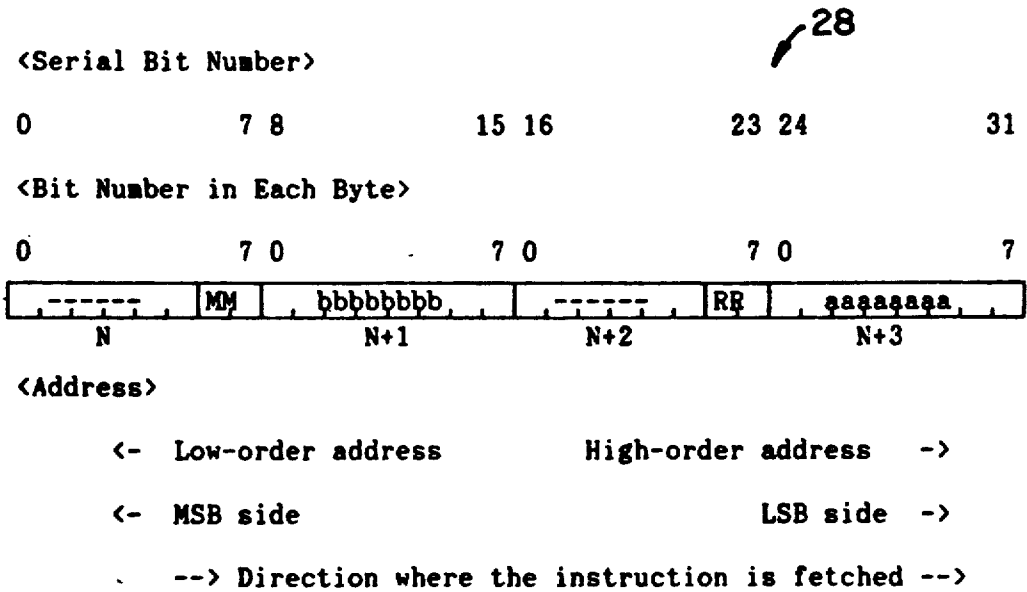 28
<Serial Bit Number>
0 7 8 15 16 23 24 31
<Bit Number in Each Byte>
0 7 0 7 0 7 0 7
------ MM bbbbbbbb ------ RR aaaaaaaa
N N+1 N+2 N+3
<Address>
<- Low-order address High-order address ->
<- MSB side LSB side ->
--> Direction where the instruction is fetched -->